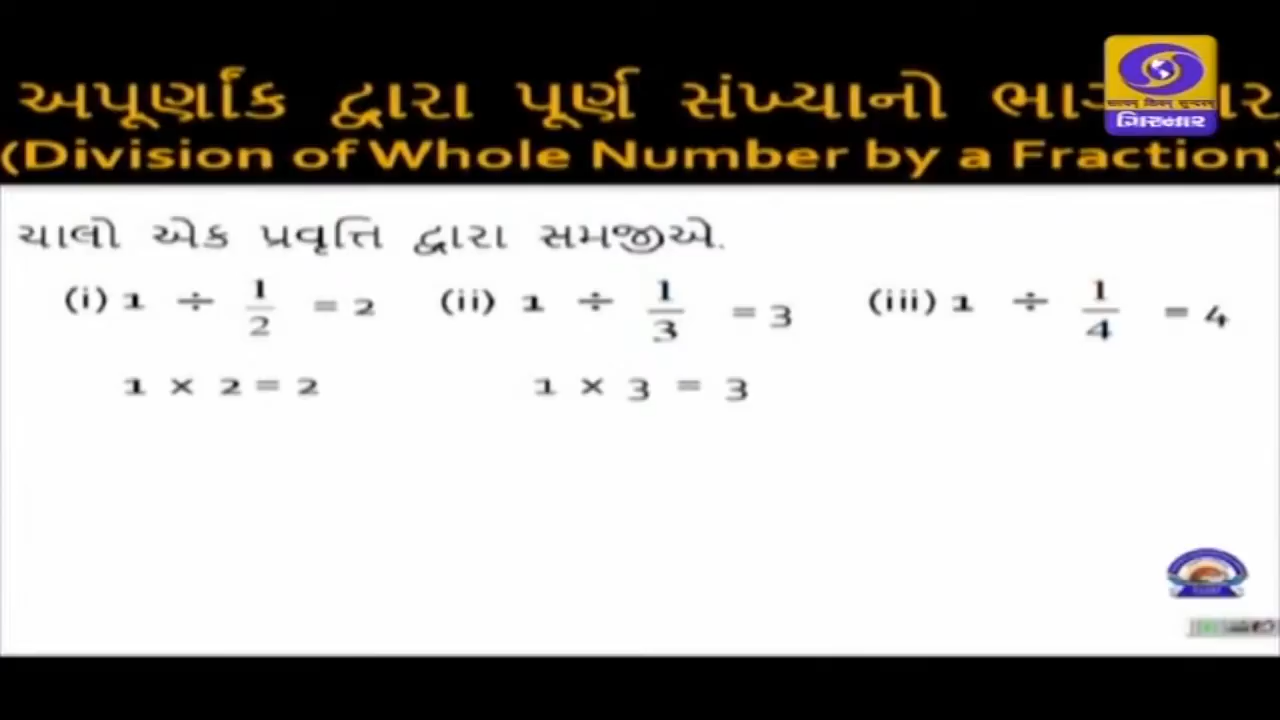 અપૂર્ણાંક દ્વારા પૂર્ણ સંખ્યાનો
(Division of Whole Number by a Fraction)
ગિરનાર
ચાલો એક પ્રવૃત્તિ દ્વારા સમજીએ.
(i) 1 ÷ 1/2 = 2 (ii) 1 ÷ 1/3 = 3 (iii) 1 ÷ 1/4 = 4
1 × 2 = 2 1 × 3 = 3